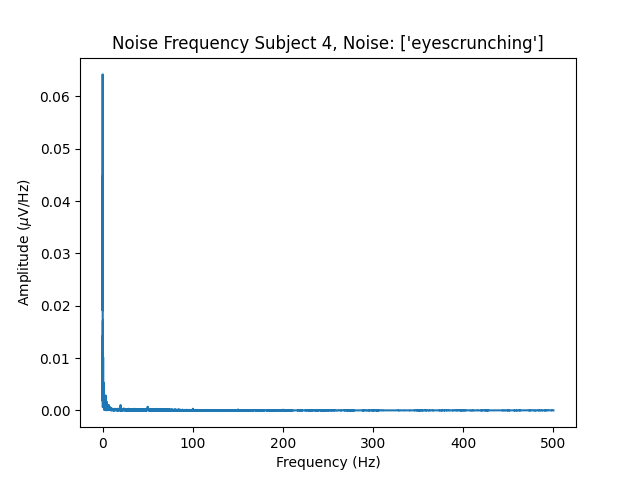 Noise Frequency Subject 4, Noise: ['eyescrunching']
0.06
0.05
0.04
0.03
0.02
0.01
0.00
Amplitude (μV/Hz)
0 100 200 300 400 500
Frequency (Hz)